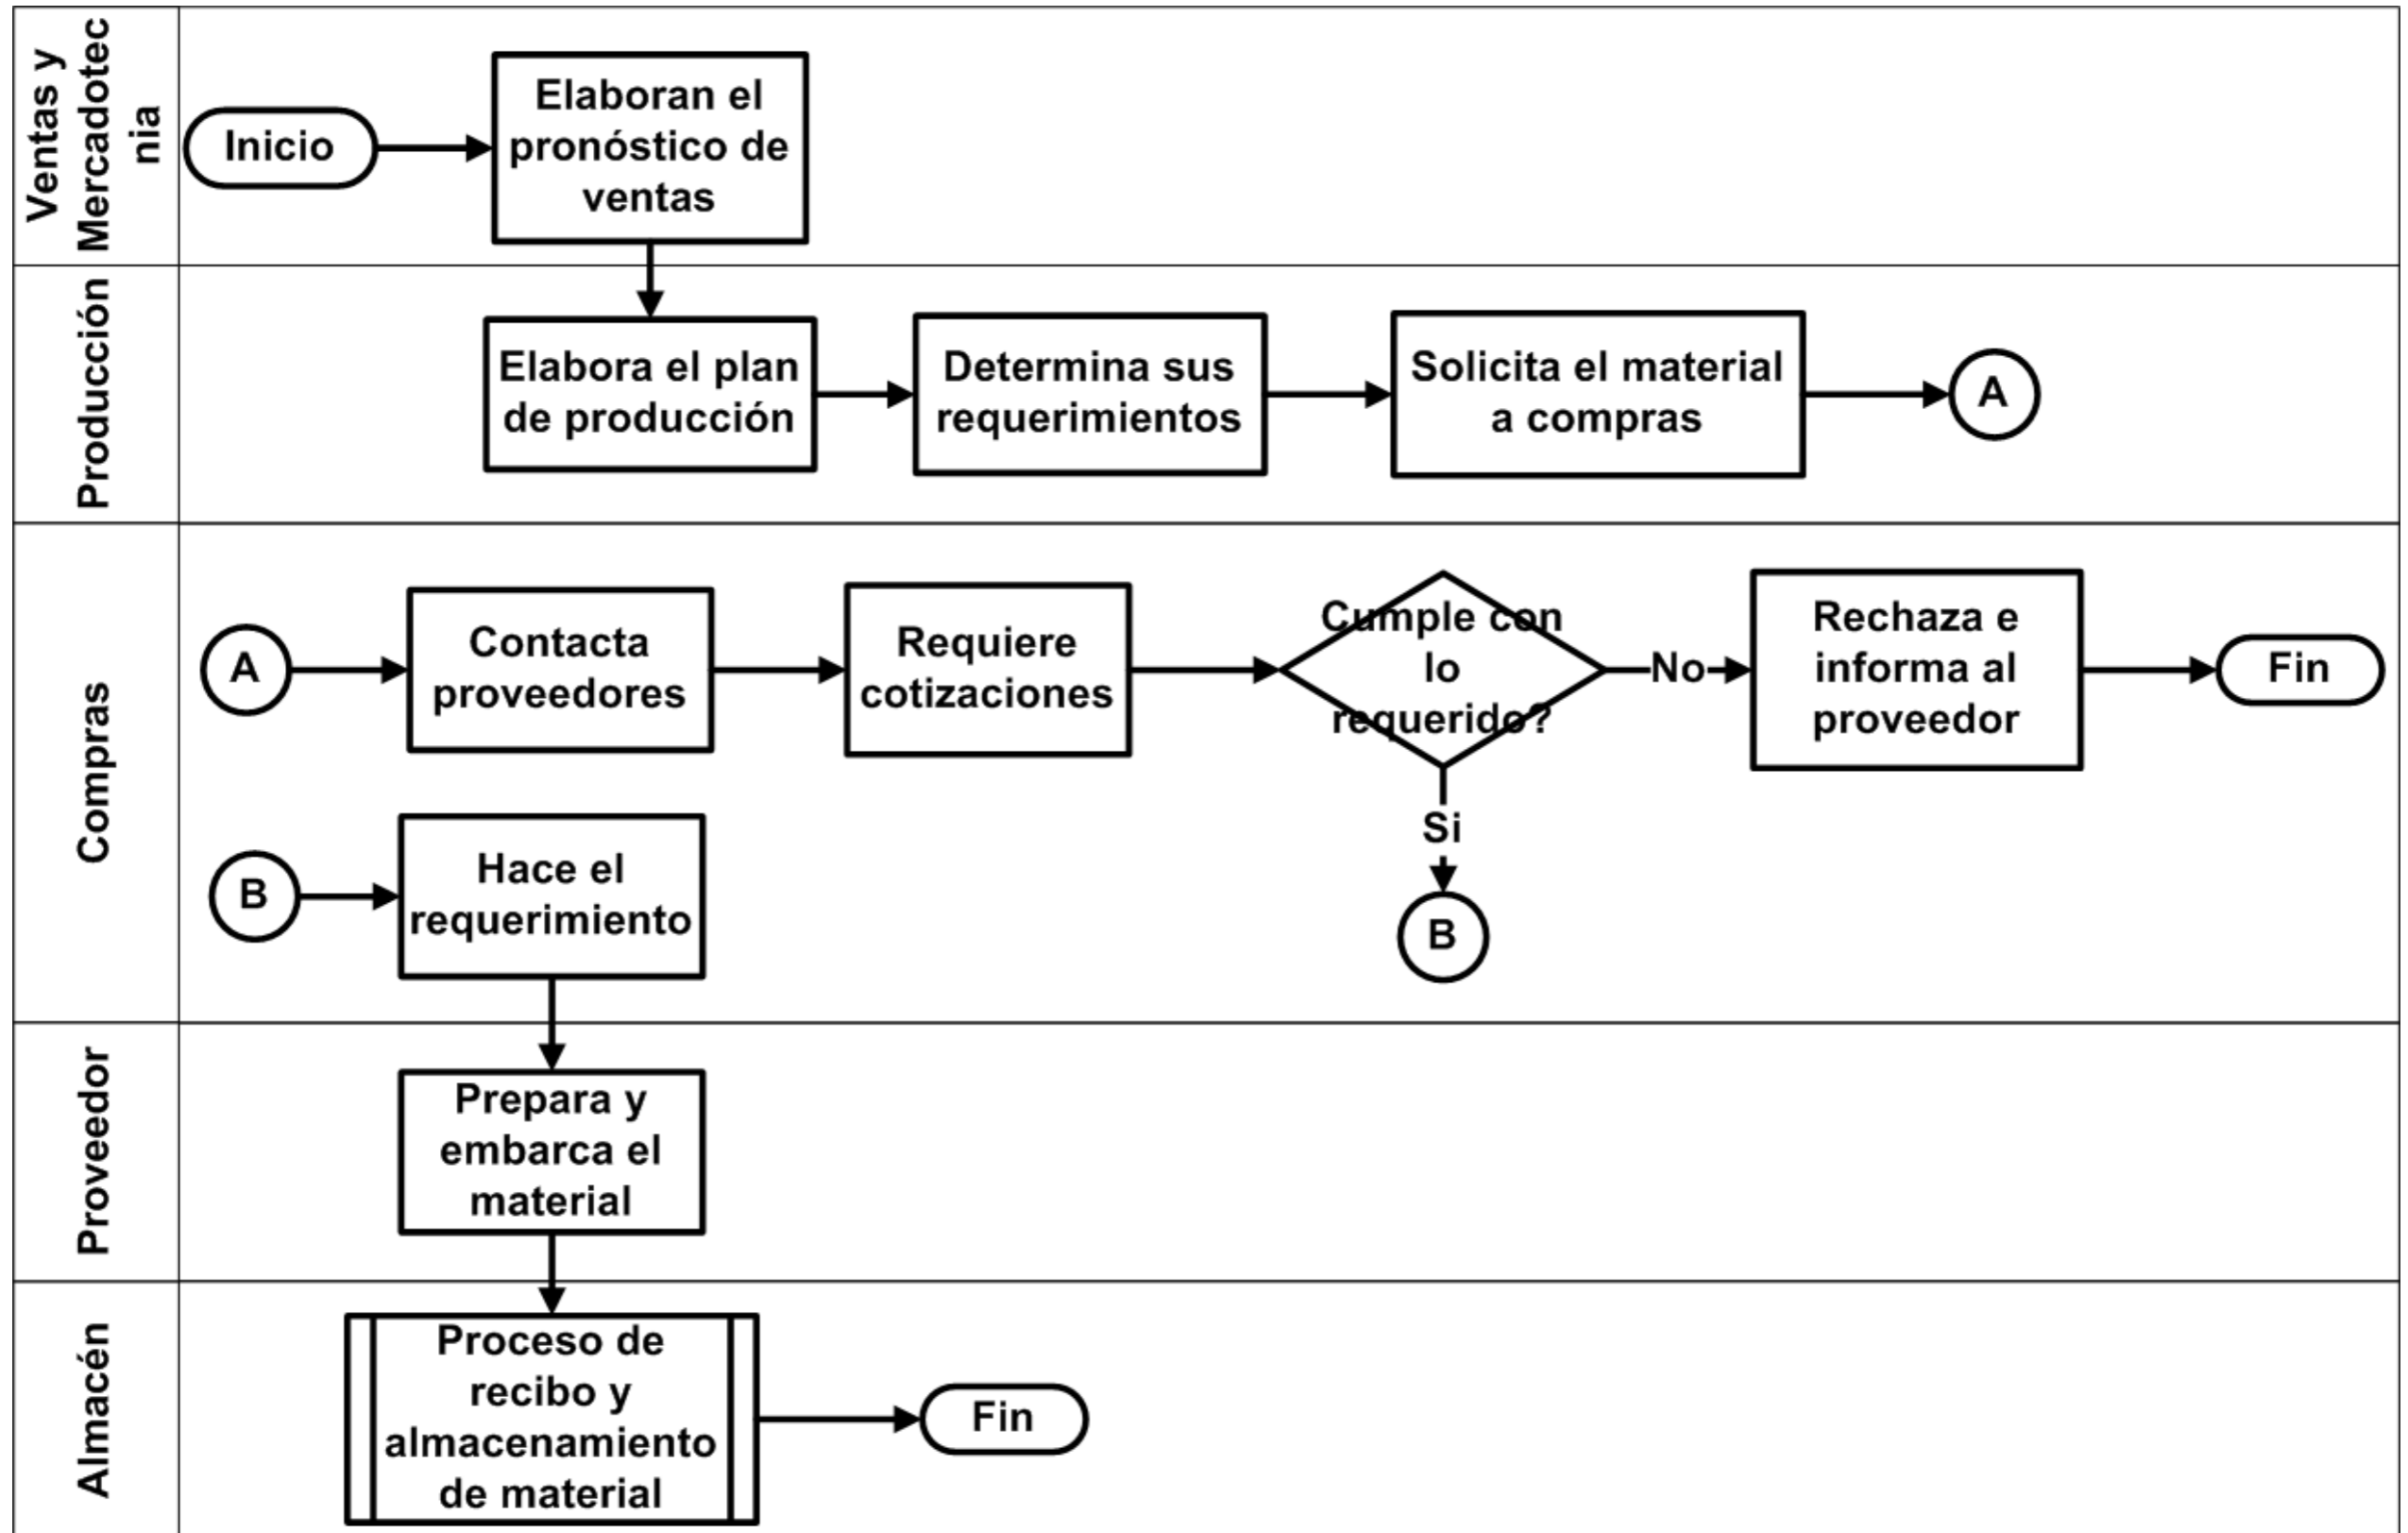 Ventas y
Mercadotec
nia
Inicio
Elaboran el
pronóstico de
ventas
Producción
Elabora el plan
de producción
Determina sus
requerimientos
Solicita el material
a compras
A
Compras
A
Contacta
proveedores
Requiere
cotizaciones
Cumple con
lo
requerido?
No
Rechaza e
informa al
proveedor
Fin
Si
B
B
Hace el
requerimiento
Proveedor
Prepara y
embarca el
material
Almacén
Proceso de
recibo y
almacenamiento
de material
Fin